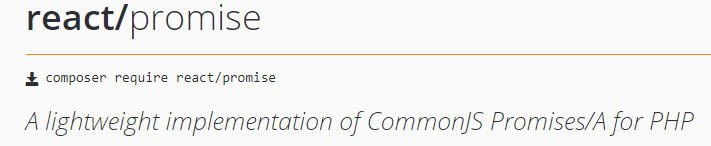 react/promise
composer require react/promise
A lightweight implementation of CommonJS Promises/A for PHP